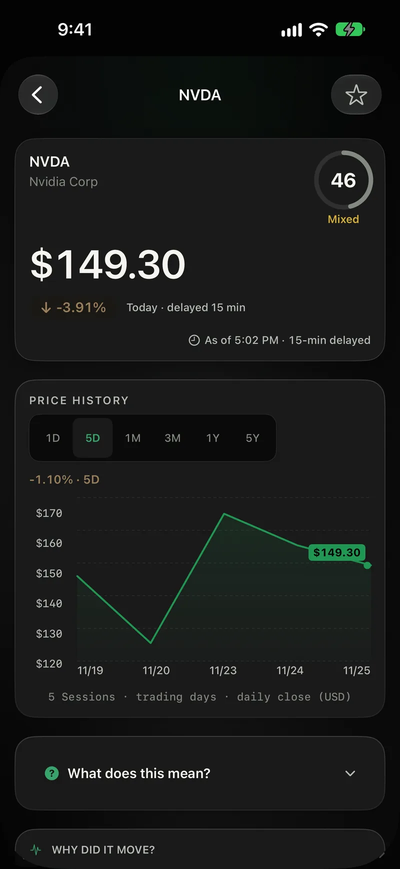 9:41
NVDA
NVDA
Nvidia Corp
46
Mixed
$149.30
↓ -3.91% Today · delayed 15 min
As of 5:02 PM · 15-min delayed
PRICE HISTORY
1D 5D 1M 3M 1Y 5Y
-1.10% · 5D
$170
$160
$149.30
$150
$140
$130
$120
11/19 11/20 11/23 11/24 11/25
5 Sessions · trading days · daily close (USD)
? What does this mean?
WHY DID IT MOVE?